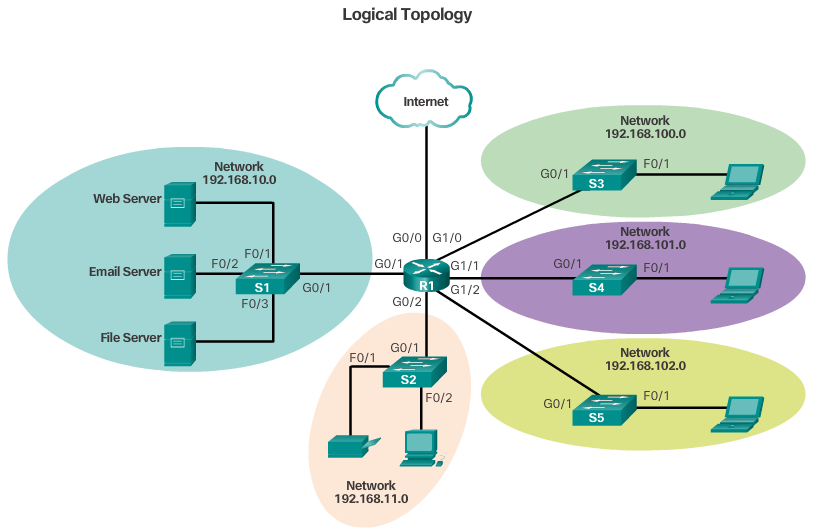 Logical Topology
Internet
Network
192.168.10.0
Web Server
Email Server
File Server
F0/1
F0/2
F0/3
S1
G0/1
G0/1
G0/0
G1/0
G1/1
G1/2
G0/2
R1
Network
192.168.100.0
G0/1
S3
F0/1
Network
192.168.101.0
G0/1
S4
F0/1
Network
192.168.102.0
G0/1
S5
F0/1
G0/1
F0/1
S2
F0/2
Network
192.168.11.0